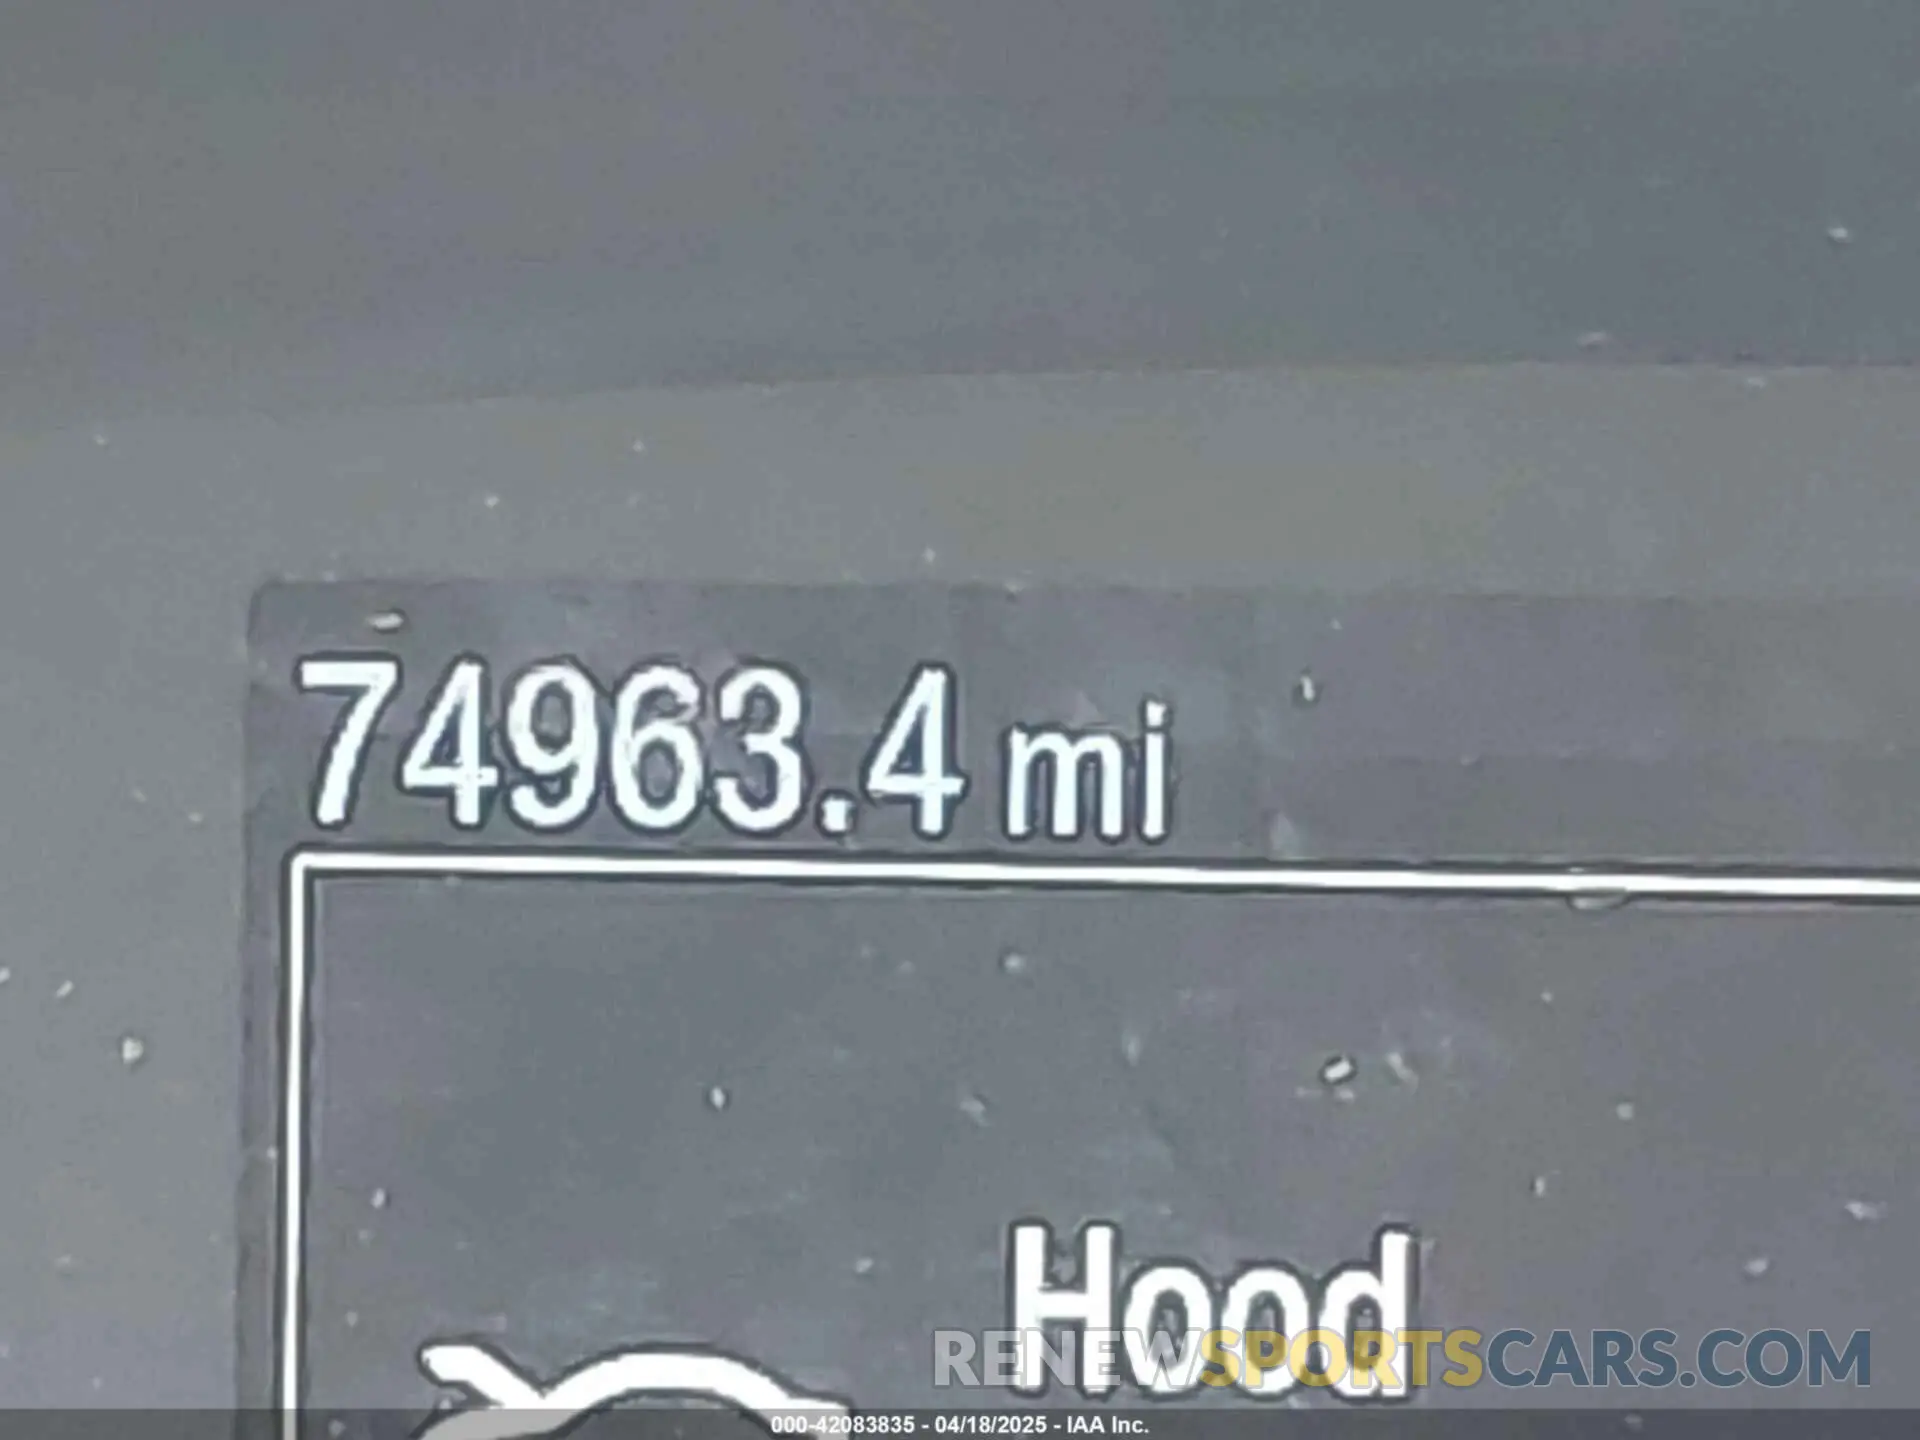 74963.4 mi
Hood
RENEWSPORTSCARS.COM
000-42083835 - 04/18/2025 - IAA Inc.